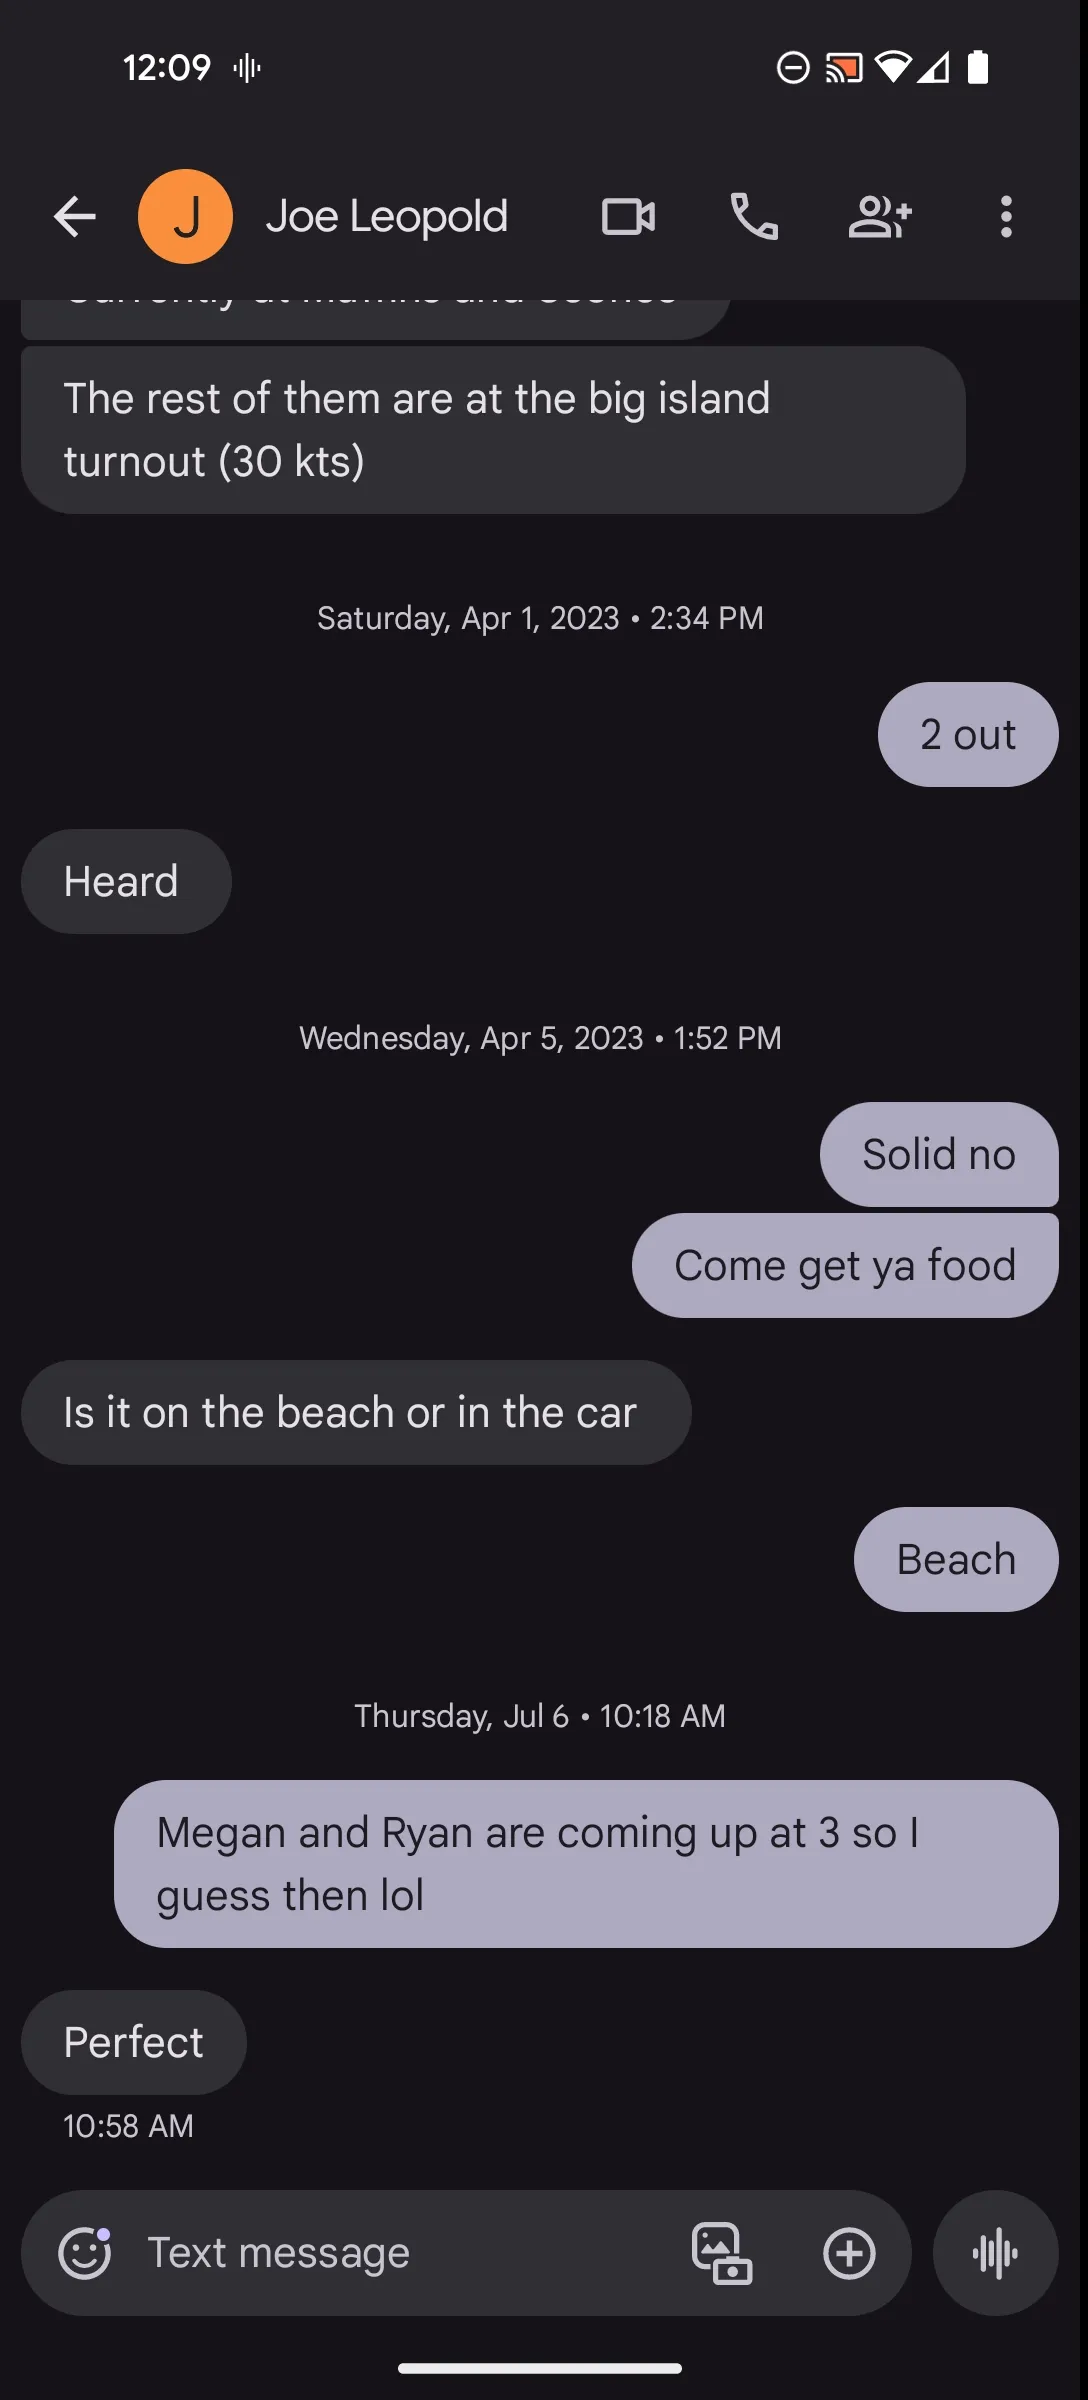 12:09
J
Joe Leopold
The rest of them are at the big island
turnout (30 kts)
Saturday, Apr 1, 2023 • 2:34 PM
2 out
Heard
Wednesday, Apr 5, 2023 • 1:52 PM
Solid no
Come get ya food
Is it on the beach or in the car
Beach
Thursday, Jul 6 • 10:18 AM
Megan and Ryan are coming up at 3 so I
guess then lol
Perfect
10:58 AM
Text message